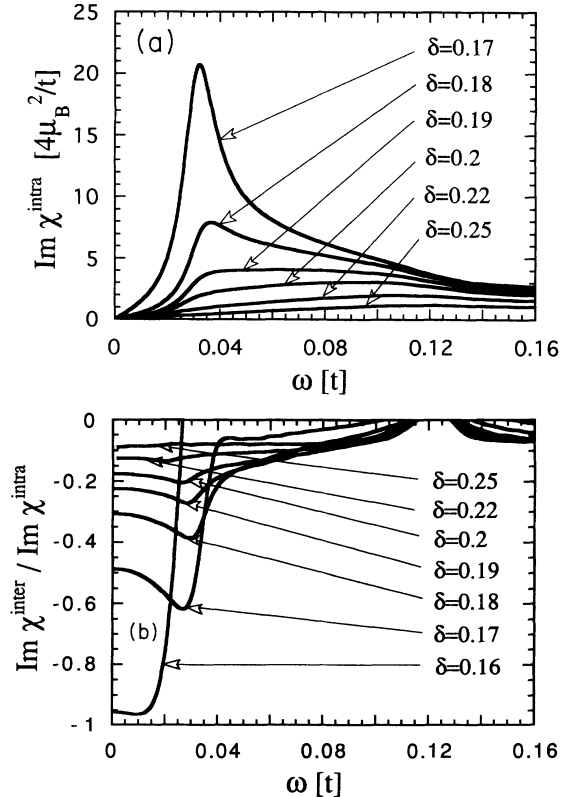 (a)
Im χ^intra [4μ_B^2/t]
25
20
15
10
5
0
δ=0.17
δ=0.18
δ=0.19
δ=0.2
δ=0.22
δ=0.25
0 0.04 0.08 0.12 0.16
ω [t]
Im χ^inter / Im χ^intra
0
-0.2
-0.4
-0.6
-0.8
-1
(b)
δ=0.25
δ=0.22
δ=0.2
δ=0.19
δ=0.18
δ=0.17
δ=0.16
0 0.04 0.08 0.12 0.16
ω [t]